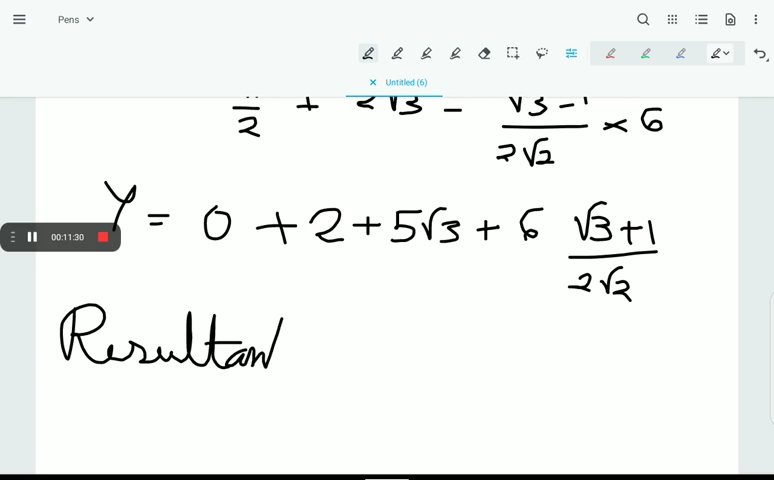 Pens
Untitled (6)
2 + 2√3 - √3-1/2√2 × 6
00:11:30
Y = 0 + 2 + 5√3 + 6 √3+1/2√2
Resultan